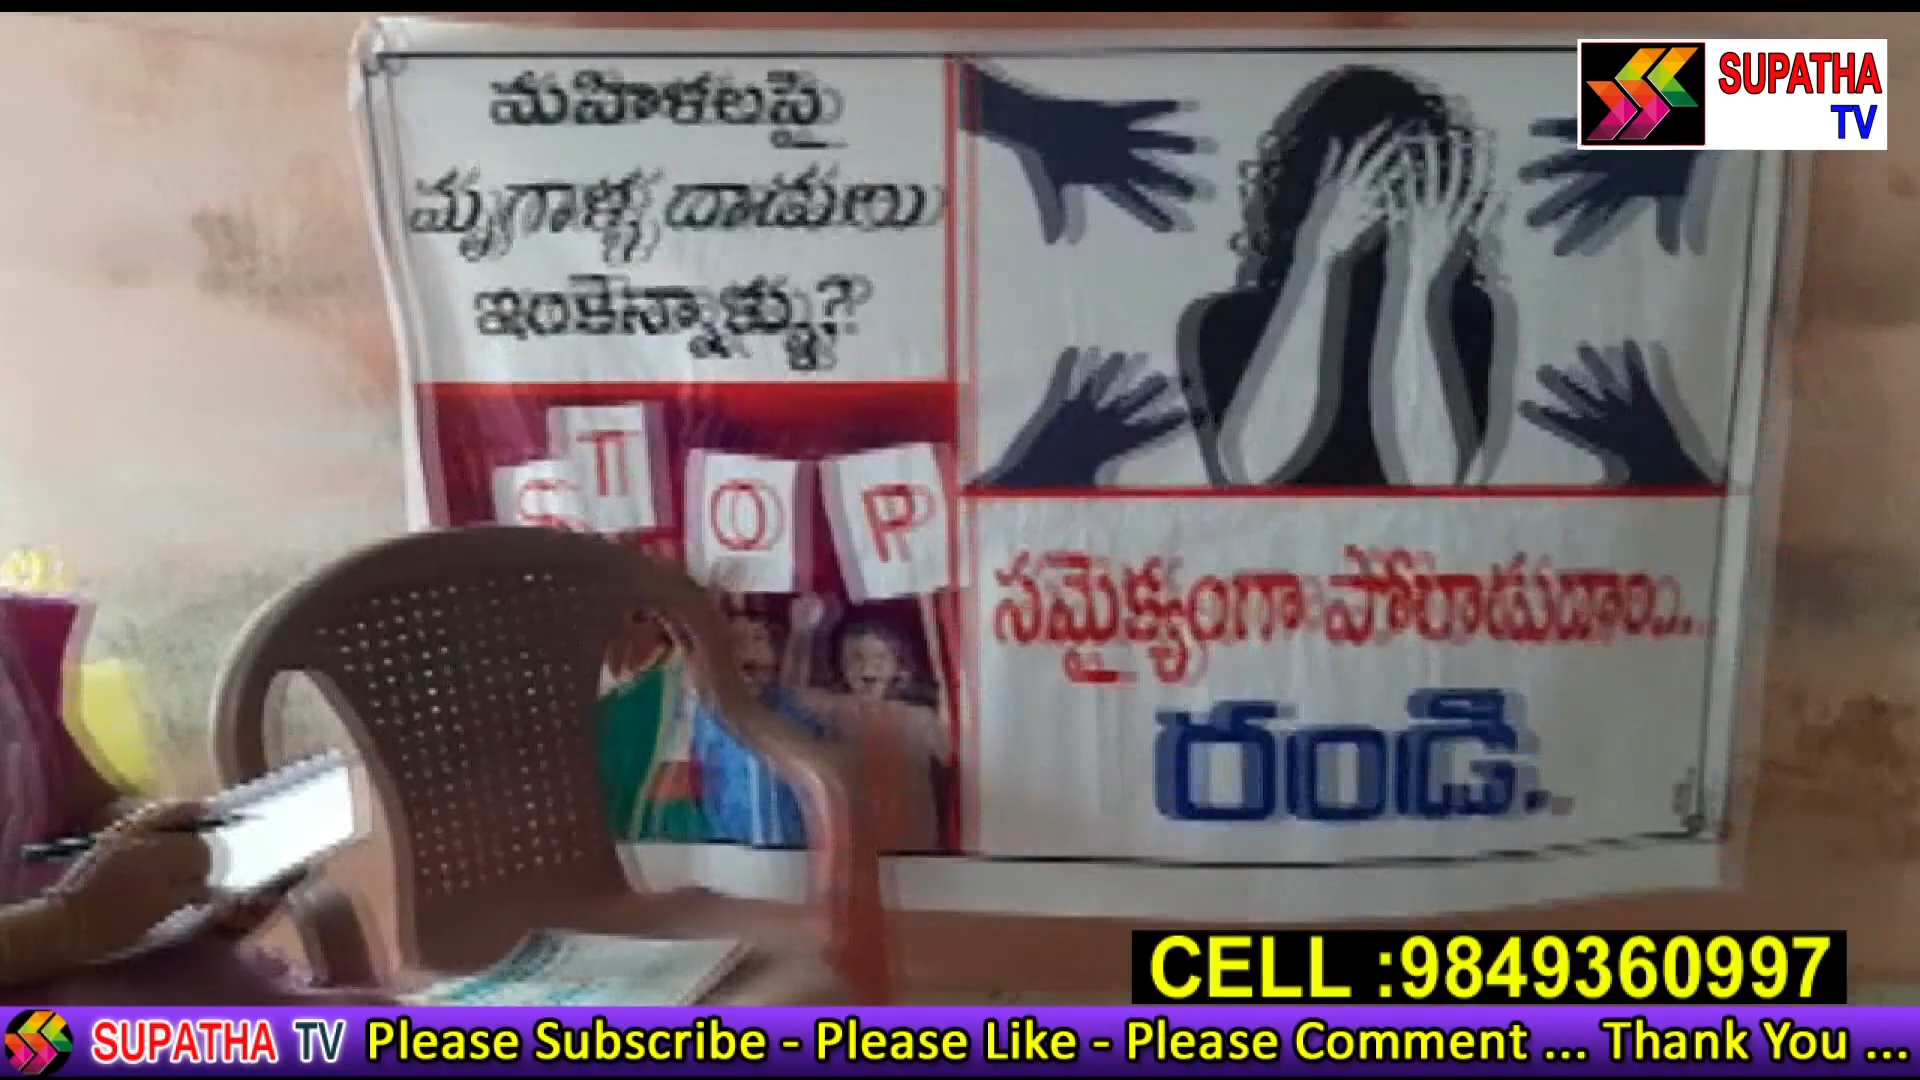 మహిళలపై
మృగాళ్ళ దాడులు
ఇంకెన్నాళ్ళు?
STOP
సమైక్యంగా పోరాడుదాం..
రండి.
SUPATHA
TV
CELL :9849360997
SUPATHA TV Please Subscribe - Please Like - Please Comment ... Thank You ...